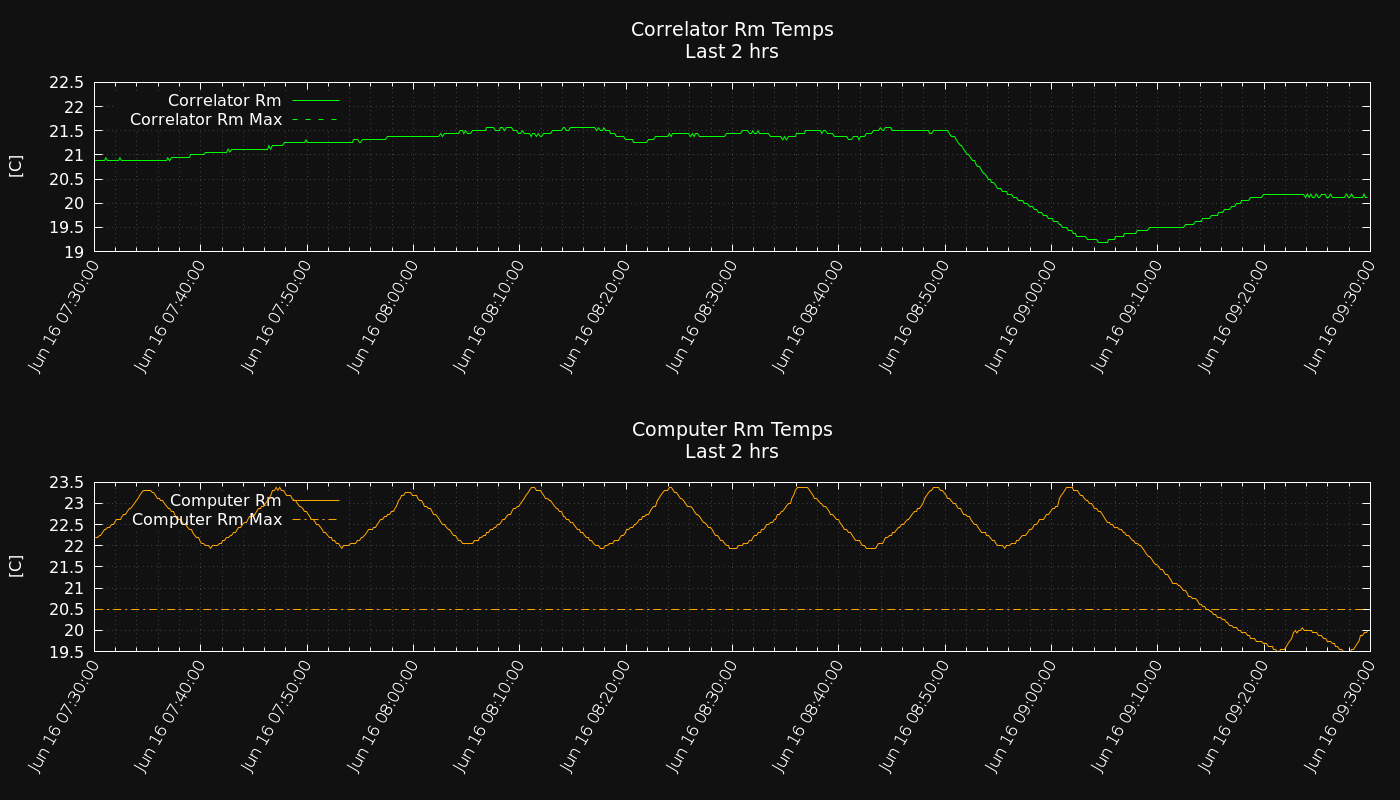 Correlator Rm Temps
Last 2 hrs
22.5
22
21.5
21
20.5
20
19.5
19
[C]
Correlator Rm
Correlator Rm Max
Jun 16 07:30:00
Jun 16 07:40:00
Jun 16 07:50:00
Jun 16 08:00:00
Jun 16 08:10:00
Jun 16 08:20:00
Jun 16 08:30:00
Jun 16 08:40:00
Jun 16 08:50:00
Jun 16 09:00:00
Jun 16 09:10:00
Jun 16 09:20:00
Jun 16 09:30:00
Computer Rm Temps
Last 2 hrs
23.5
23
22.5
22
21.5
21
20.5
20
19.5
[C]
Computer Rm
Computer Rm Max
Jun 16 07:30:00
Jun 16 07:40:00
Jun 16 07:50:00
Jun 16 08:00:00
Jun 16 08:10:00
Jun 16 08:20:00
Jun 16 08:30:00
Jun 16 08:40:00
Jun 16 08:50:00
Jun 16 09:00:00
Jun 16 09:10:00
Jun 16 09:20:00
Jun 16 09:30:00